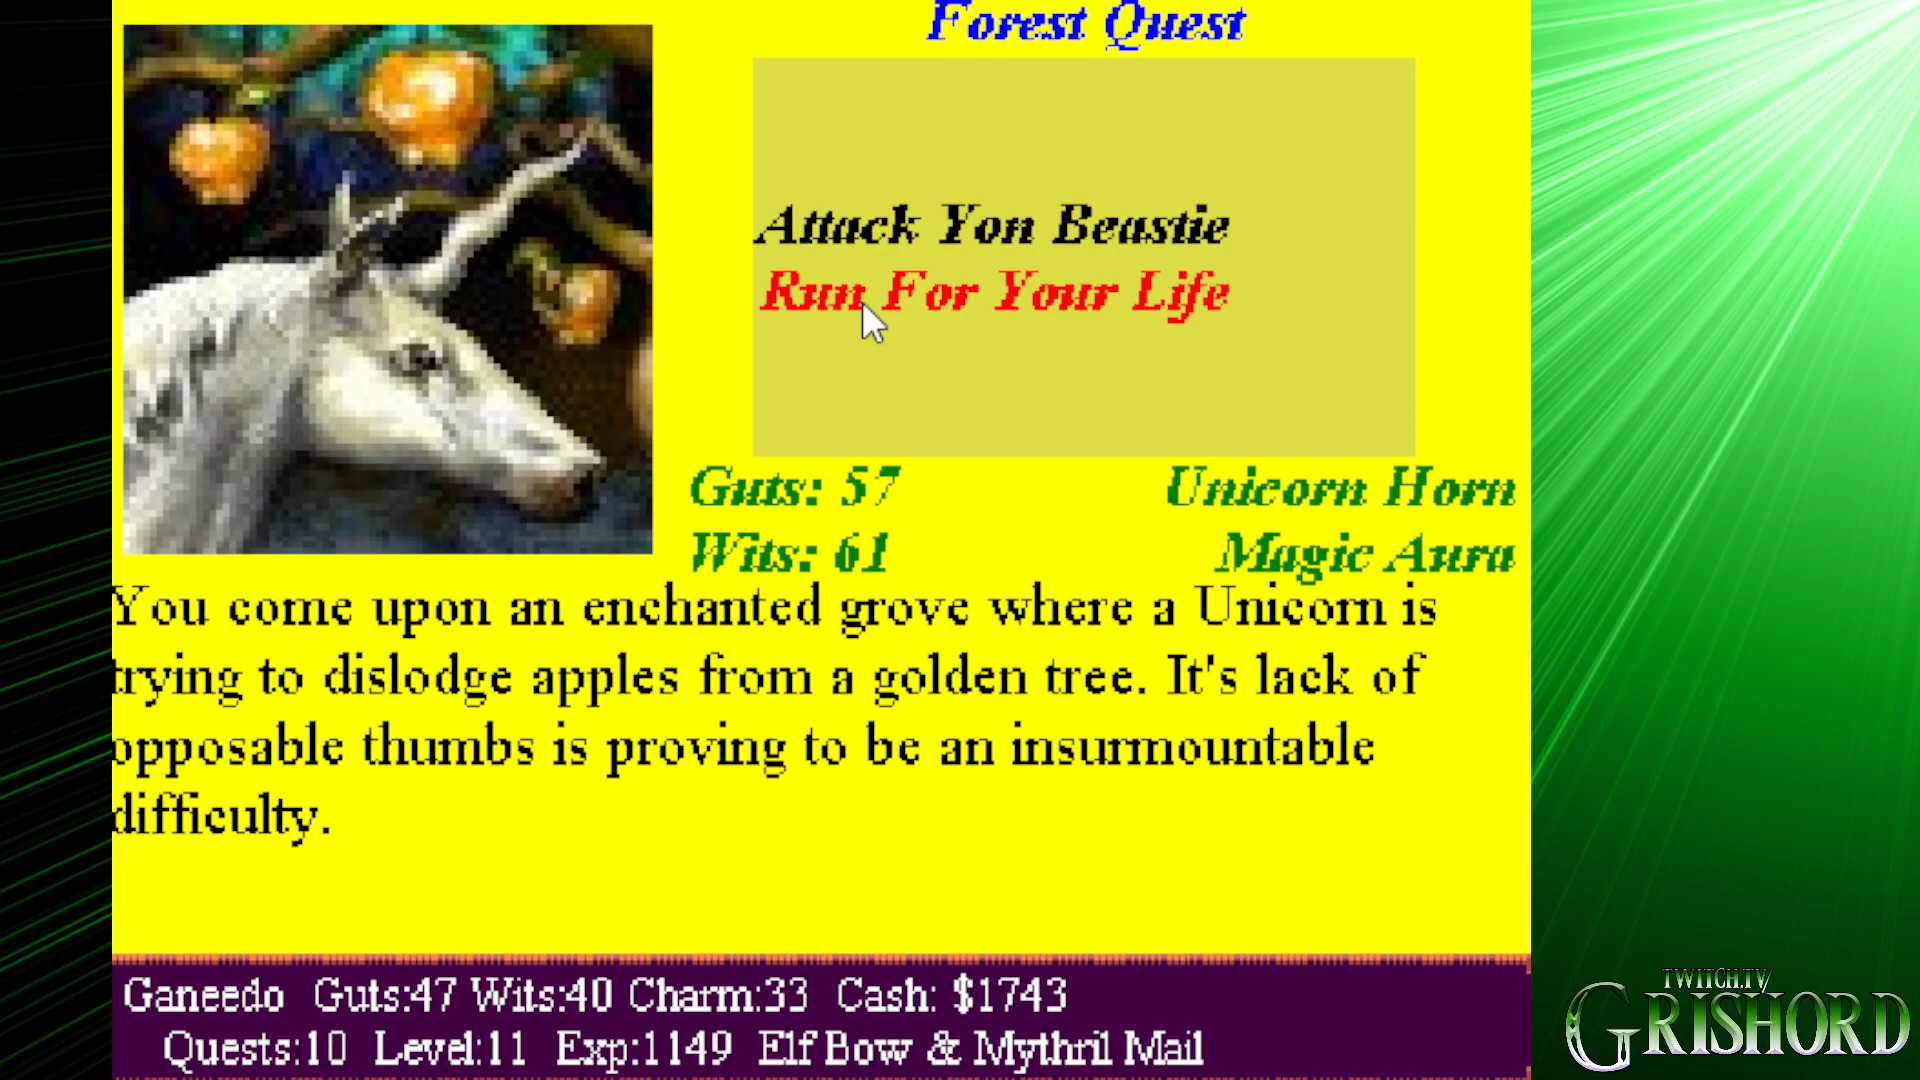 Forest Quest
Attack Yon Beastie
Run For Your Life
Guts: 57
Unicorn Horn
Wits: 61
Magic Aura
You come upon an enchanted grove where a Unicorn is
trying to dislodge apples from a golden tree. It's lack of
opposable thumbs is proving to be an insurmountable
difficulty.
Ganeedo Guts:47 Wits:40 Charm:33 Cash: $1743
Quests:10 Level:11 Exp:1149 Elf Bow & Mythril Mail
TWITCH.TV/
GRISHORD